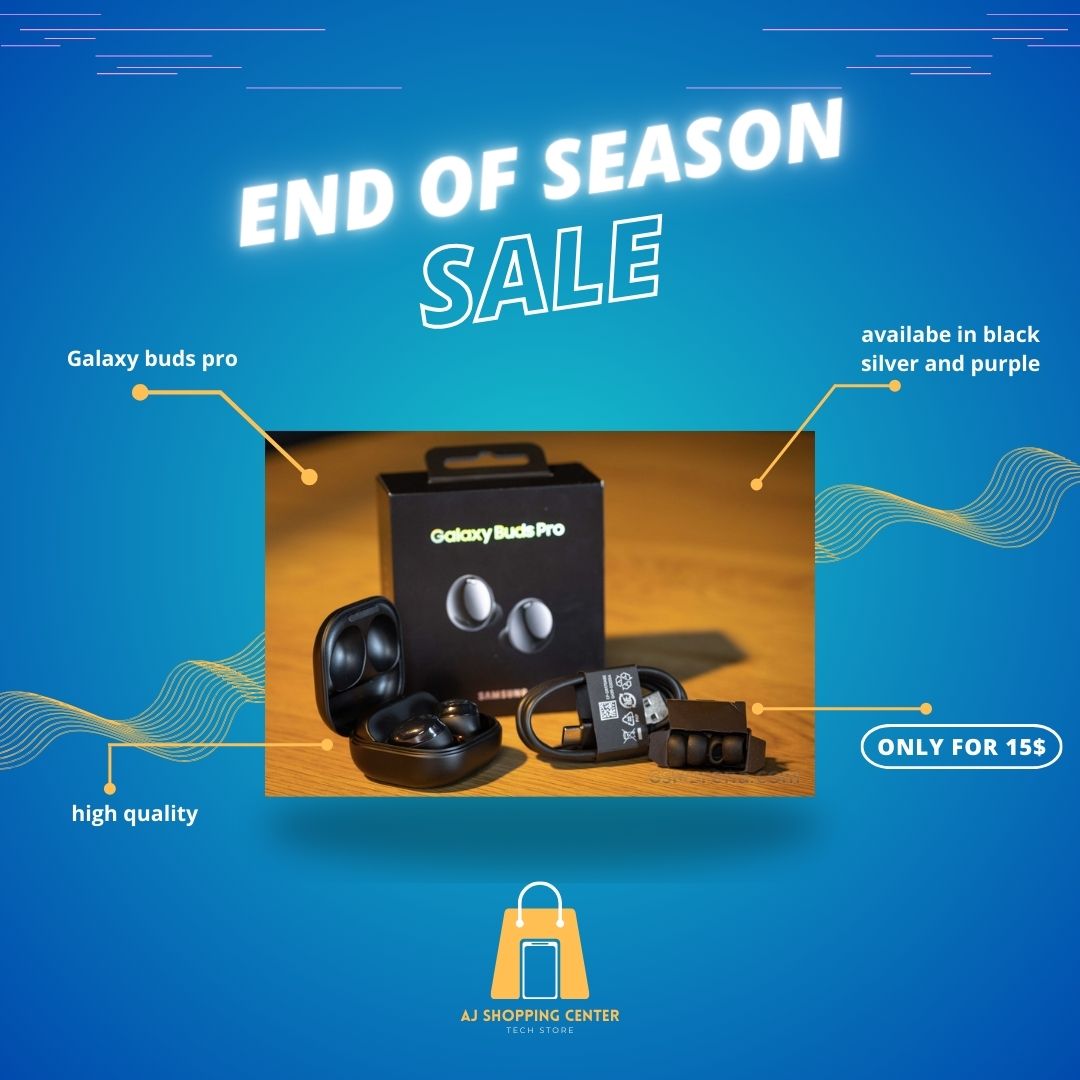 END OF SEASON
SALE
Galaxy buds pro
availabe in black
silver and purple
Galaxy Buds Pro
SAMSUNG
ONLY FOR 15$
high quality
AJ SHOPPING CENTER
TECH STORE